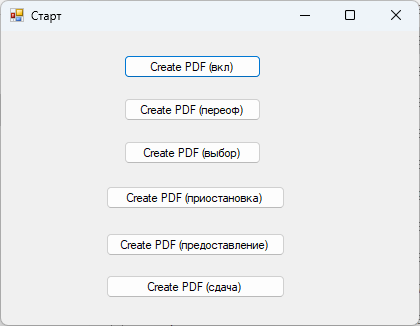 Старт
Create PDF (вкл)
Create PDF (переоф)
Create PDF (выбор)
Create PDF (приостановка)
Create PDF (предоставление)
Create PDF (сдача)